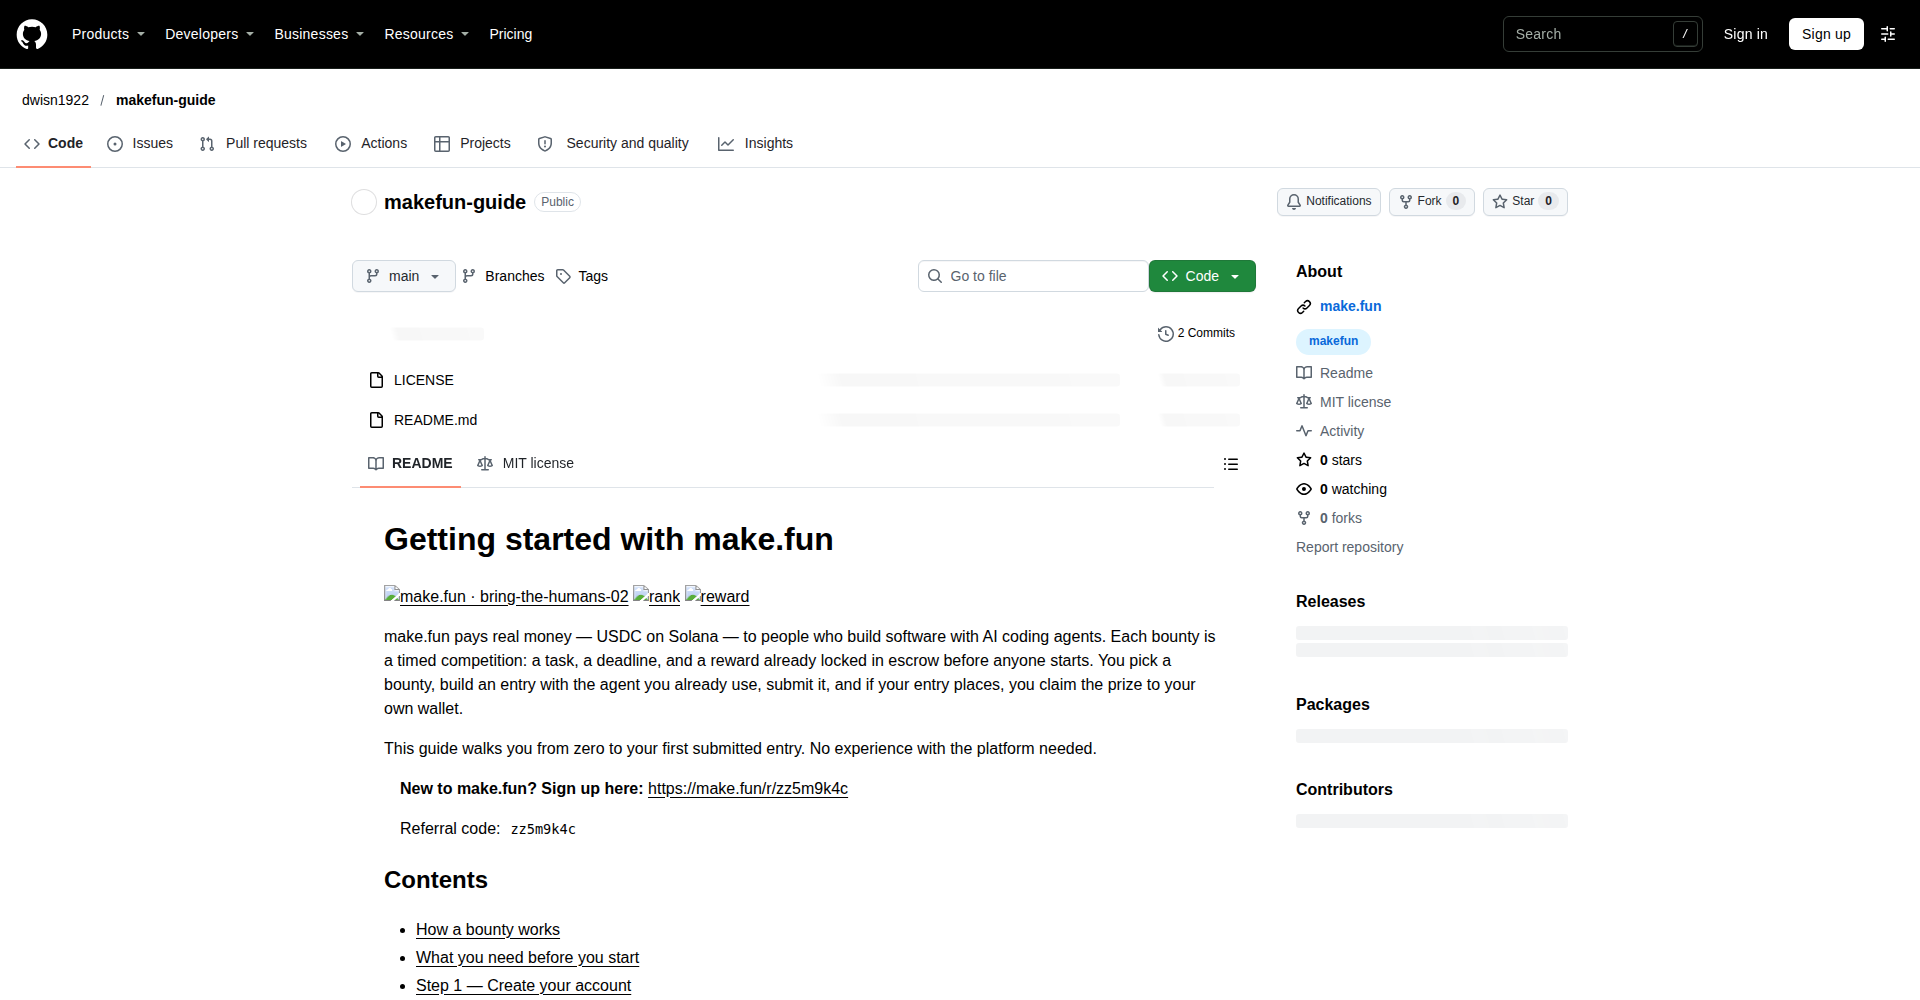 Products Developers Businesses Resources Pricing Search / Sign in Sign up
dwisn1922 / makefun-guide
Code Issues Pull requests Actions Projects Security and quality Insights
makefun-guide Public Notifications Fork 0 Star 0
main Branches Tags Go to file Code
2 Commits
LICENSE
README.md
README MIT license
Getting started with make.fun
make.fun · bring-the-humans-02 rank reward
make.fun pays real money — USDC on Solana — to people who build software with AI coding agents. Each bounty is
a timed competition: a task, a deadline, and a reward already locked in escrow before anyone starts. You pick a
bounty, build an entry with the agent you already use, submit it, and if your entry places, you claim the prize to your
own wallet.
This guide walks you from zero to your first submitted entry. No experience with the platform needed.
New to make.fun? Sign up here: https://make.fun/r/zz5m9k4c
Referral code: zz5m9k4c
Contents
How a bounty works
What you need before you start
Step 1 — Create your account
About
make.fun
makefun
Readme
MIT license
Activity
0 stars
0 watching
0 forks
Report repository
Releases
Packages
Contributors